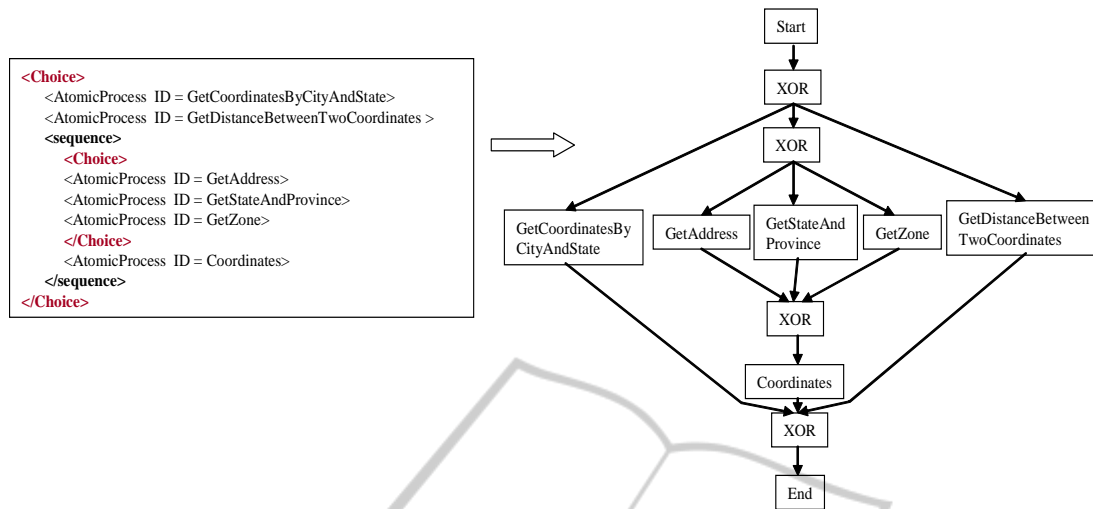 <Choice>
<AtomicProcess ID = GetCoordinatesByCityAndState>
<AtomicProcess ID = GetDistanceBetweenTwoCoordinates >
<sequence>
<Choice>
<AtomicProcess ID = GetAddress>
<AtomicProcess ID = GetStateAndProvince>
<AtomicProcess ID = GetZone>
</Choice>
<AtomicProcess ID = Coordinates>
</sequence>
</Choice>
Start
XOR
XOR
GetCoordinatesBy
CityAndState
GetAddress
GetStateAnd
Province
GetZone
GetDistanceBetween
TwoCoordinates
XOR
Coordinates
XOR
End